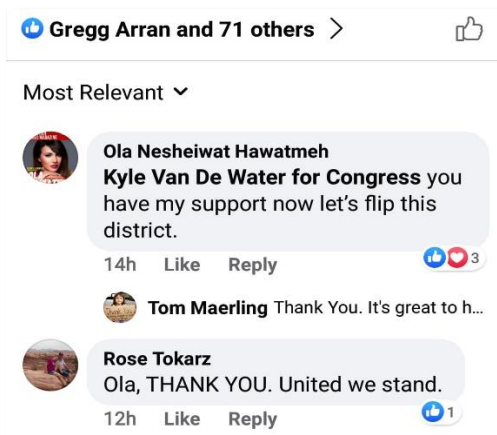 Gregg Arran and 71 others
Most Relevant
Ola Nesheiwat Hawatmeh
Kyle Van De Water for Congress you
have my support now let's flip this
district.
14h Like Reply
3
Tom Maerling Thank You. It's great to h...
Rose Tokarz
Ola, THANK YOU. United we stand.
12h Like Reply
1